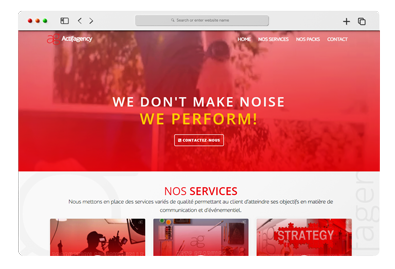 Search or enter website name
ActiSagency
HOME NOS SERVICES NOS PACKS CONTACT
WE DON'T MAKE NOISE
WE PERFORM!
CONTACTEZ-NOUS
NOS SERVICES
Nous mettons en place des services variés de qualité permettant au client d'atteindre ses objectifs en matière de
communication et d'événementiel.
STRATEGY